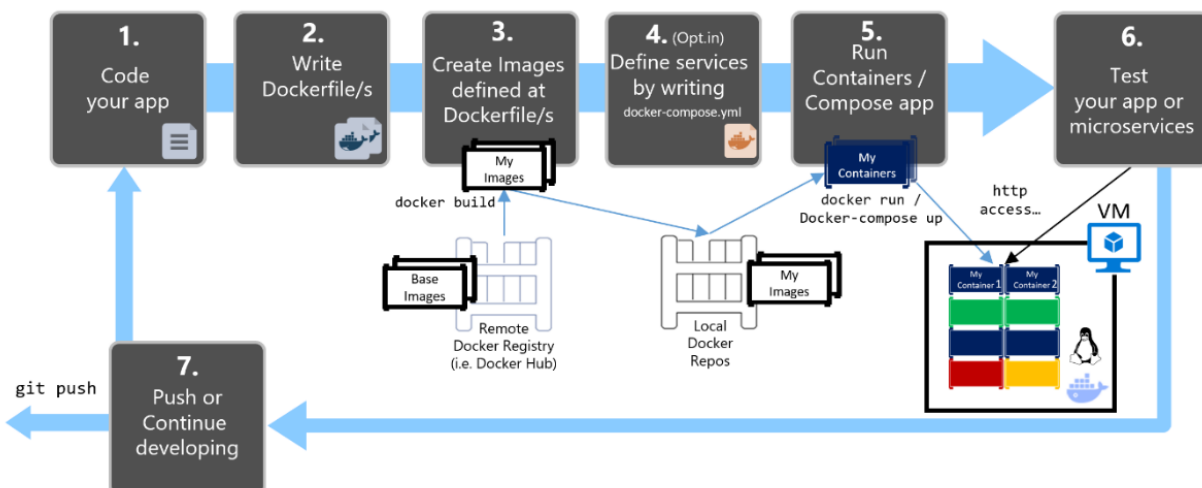 1.
Code
your app
2.
Write
Dockerfile/s
3.
Create Images
defined at
Dockerfile/s
My
Images
4. (Opt.in)
Define services
by writing
docker-compose.yml
5.
Run
Containers /
Compose app
My
Containers
6.
Test
your app or
microservices
docker build
docker run /
Docker-compose up
http
access…
VM
Base
Images
Remote
Docker Registry
(i.e. Docker Hub)
My
Images
Local
Docker
Repos
My
Container 1
My
Container 2
7.
Push or
Continue
developing
git push